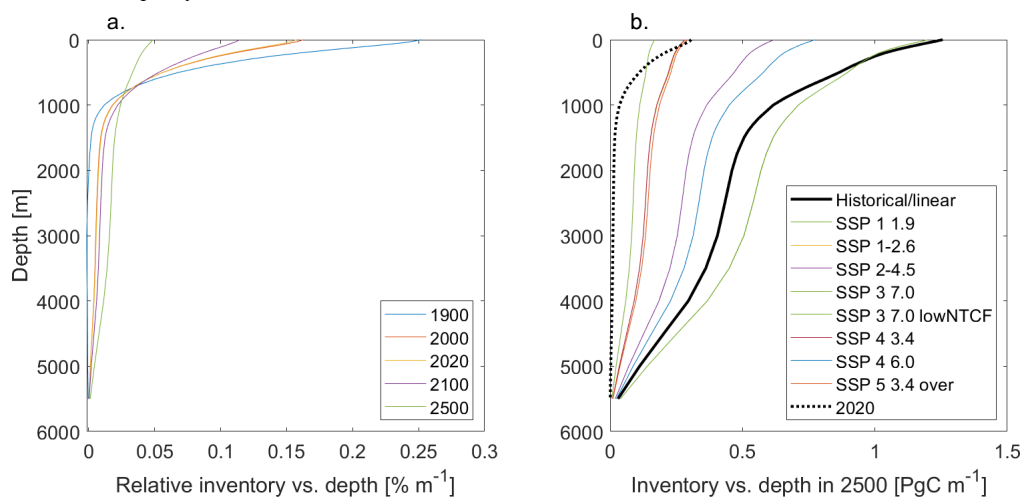 a.
0
1000
2000
3000
4000
5000
6000
Depth [m]
0
0.05
0.1
0.15
0.2
0.25
0.3
Relative inventory vs. depth [% m-1]
1900
2000
2020
2100
2500
b.
0
1000
2000
3000
4000
5000
6000
0
0.5
1
1.5
Inventory vs. depth in 2500 [PgC m-1]
Historical/linear
SSP 1 1.9
SSP 1-2.6
SSP 2-4.5
SSP 3 7.0
SSP 3 7.0 lowNTCF
SSP 4 3.4
SSP 4 6.0
SSP 5 3.4 over
2020